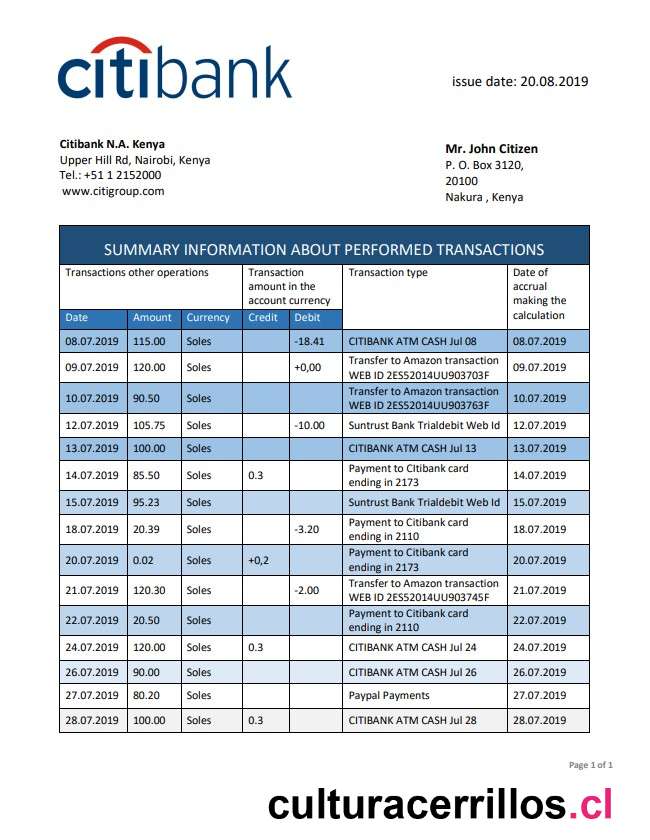 citibank
issue date: 20.08.2019
Citibank N.A. Kenya
Upper Hill Rd, Nairobi, Kenya
Tel.: +51 1 2152000
www.citigroup.com
Mr. John Citizen
P. O. Box 3120,
20100
Nakura , Kenya
SUMMARY INFORMATION ABOUT PERFORMED TRANSACTIONS
Transactions other operations
Transaction
amount in the
account currency
Transaction type
Date of
accrual
making the
calculation
Date Amount Currency Credit Debit
08.07.2019 115.00 Soles -18.41 CITIBANK ATM CASH Jul 08 08.07.2019
09.07.2019 120.00 Soles +0,00 Transfer to Amazon transaction
WEB ID 2ES52014UU903703F 09.07.2019
10.07.2019 90.50 Soles Transfer to Amazon transaction
WEB ID 2ES52014UU903763F 10.07.2019
12.07.2019 105.75 Soles -10.00 Suntrust Bank Trialdebit Web Id 12.07.2019
13.07.2019 100.00 Soles CITIBANK ATM CASH Jul 13 13.07.2019
14.07.2019 85.50 Soles 0.3 Payment to CItibank card
ending in 2173 14.07.2019
15.07.2019 95.23 Soles Suntrust Bank Trialdebit Web Id 15.07.2019
18.07.2019 20.39 Soles -3.20 Payment to Citibank card
ending in 2110 18.07.2019
20.07.2019 0.02 Soles +0,2 Payment to Citibank card
ending in 2173 20.07.2019
21.07.2019 120.30 Soles -2.00 Transfer to Amazon transaction
WEB ID 2ES52014UU903745F 21.07.2019
22.07.2019 20.50 Soles Payment to Citibank card
ending in 2110 22.07.2019
24.07.2019 120.00 Soles 0.3 CITIBANK ATM CASH Jul 24 24.07.2019
26.07.2019 90.00 Soles CITIBANK ATM CASH Jul 26 26.07.2019
27.07.2019 80.20 Soles Paypal Payments 27.07.2019
28.07.2019 100.00 Soles 0.3 CITIBANK ATM CASH Jul 28 28.07.2019
Page 1 of 1
culturacerrillos.cl